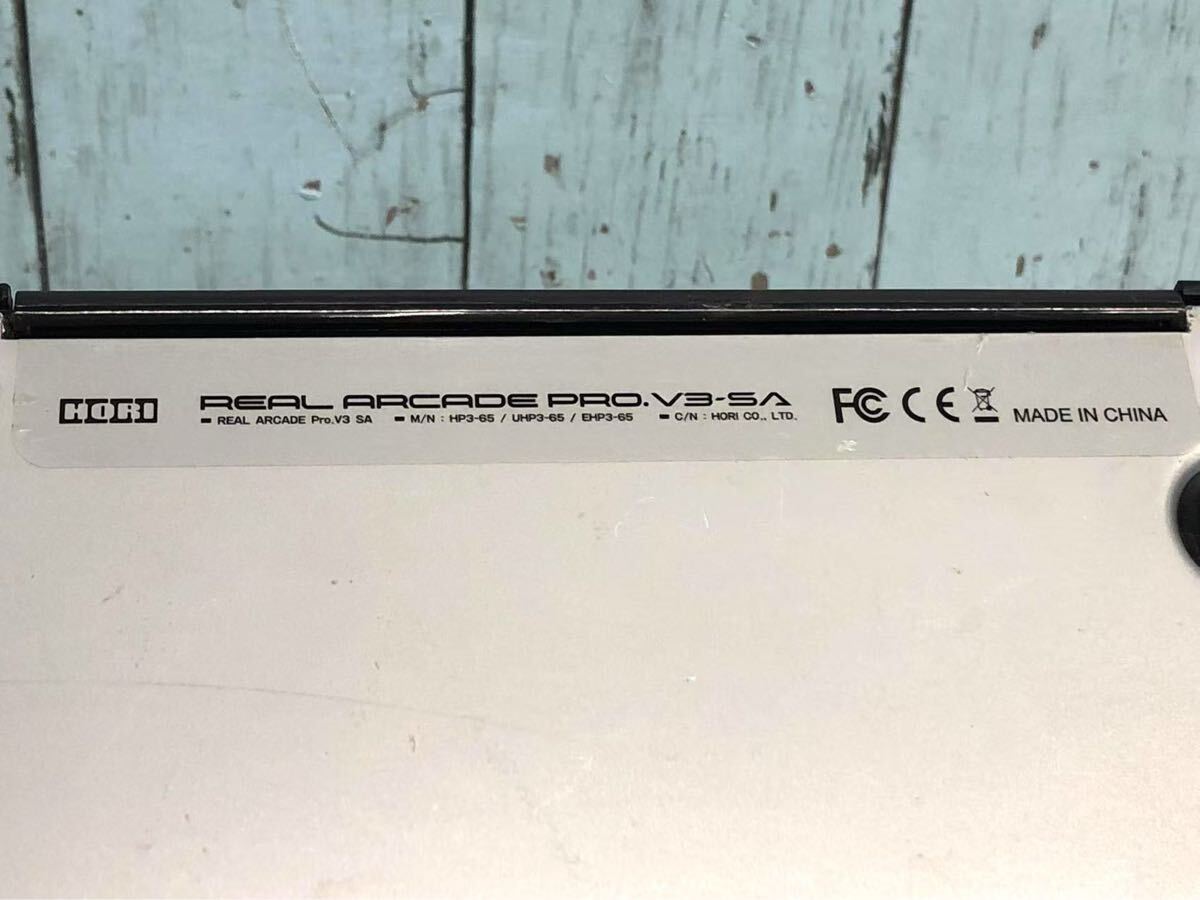 HORI
REAL ARCADE PRO.V3-SA
REAL ARCADE Pro.V3 SA M/N : HP3-65 / UHP3-65 / EHP3-65 C/N : HORI CO., LTD.
FC CE MADE IN CHINA